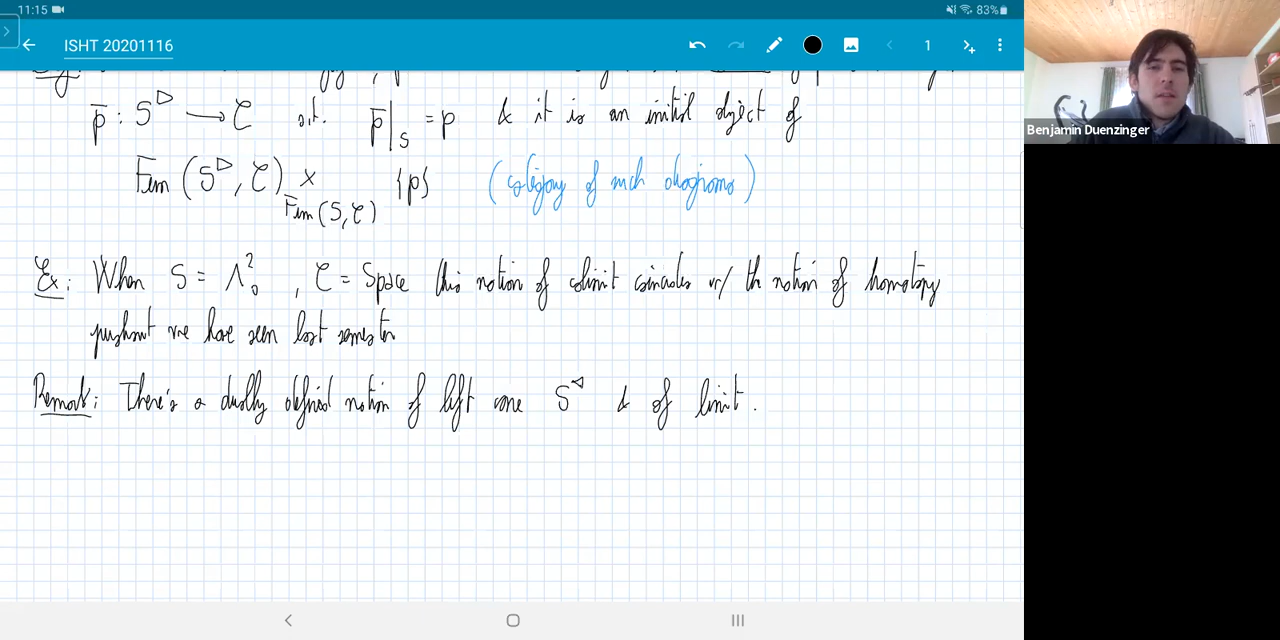 11:15
83%
ISHT 20201116
1
p̄ : S^▷ → C s.t. p̄|_S = p & it is an initial object of
Fun(S^▷, C) ×_{Fun(S, C)} {p} (category of such diagrams)
Ex: When S = Λ^2_0, C = Space this notion of colimit coincides w/ the notion of homotopy
pushout we have seen last semester
Remark: There's a dually defined notion of left cone S^◁ & of limit.
Benjamin Duenzinger